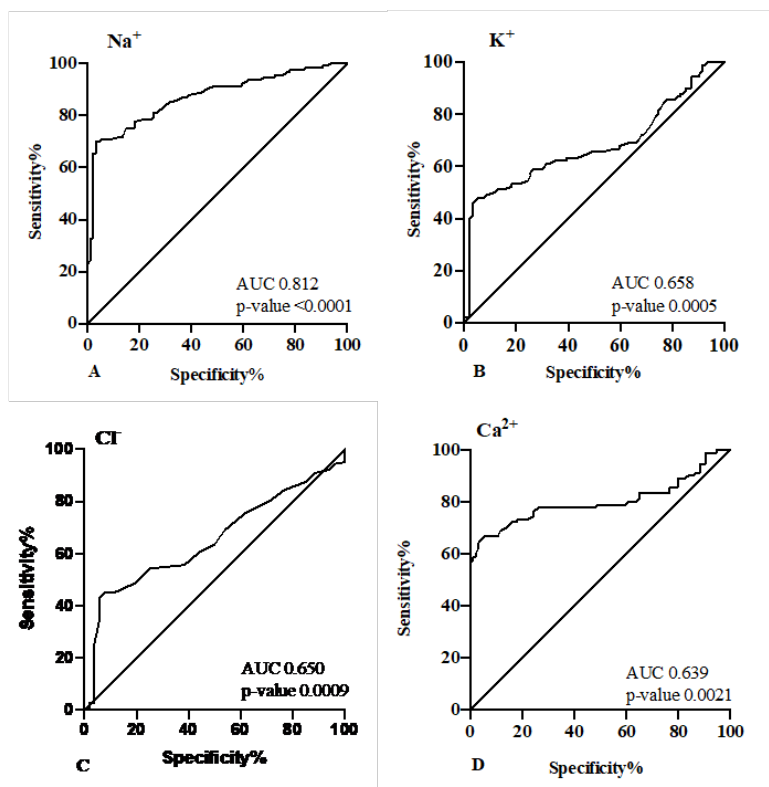 Na⁺
100
80
60
40
20
0
Sensitivity%
AUC 0.812
p-value <0.0001
0 20 40 60 80 100
Specificity%
A
K⁺
100
80
60
40
20
0
Sensitivity%
AUC 0.658
p-value 0.0005
0 20 40 60 80 100
Specificity%
B
Cl⁻
100
80
60
40
20
0
Sensitivity%
AUC 0.650
p-value 0.0009
0 20 40 60 80 100
Specificity%
C
Ca²⁺
100
80
60
40
20
0
Sensitivity%
AUC 0.639
p-value 0.0021
0 20 40 60 80 100
Specificity%
D